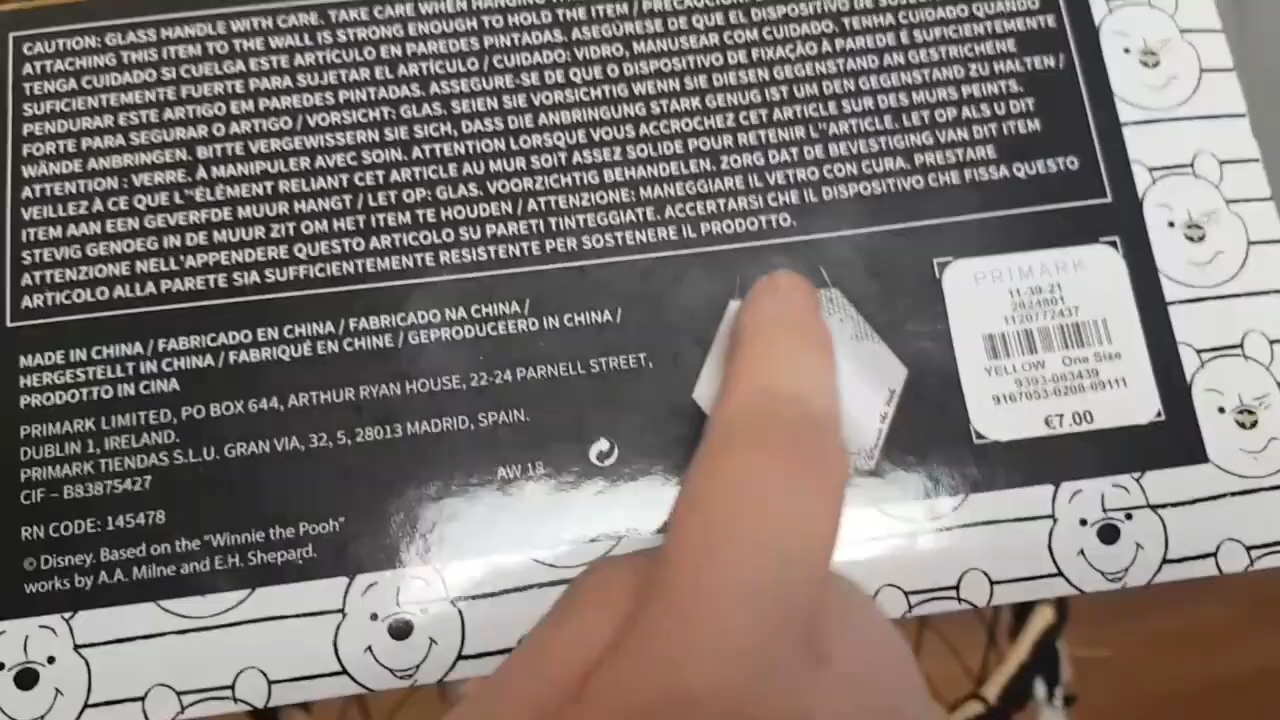 CAUTION: GLASS HANDLE WITH CARE. TAKE CARE WHEN HANGING
ATTACHING THIS ITEM TO THE WALL IS STRONG ENOUGH TO HOLD THE ITEM / PRECAUCIÓN:
TENGA CUIDADO SI CUELGA ESTE ARTÍCULO EN PAREDES PINTADAS. ASEGÚRESE DE QUE EL DISPOSITIVO DE
SUFICIENTEMENTE FUERTE PARA SUJETAR EL ARTÍCULO / CUIDADO: VIDRO, MANUSEAR COM CUIDADO. TENHA CUIDADO QUANDO
PENDURAR ESTE ARTIGO EM PAREDES PINTADAS. ASSEGURE-SE DE QUE O DISPOSITIVO DE FIXAÇÃO À PAREDE É SUFICIENTEMENTE
FORTE PARA SEGURAR O ARTIGO / VORSICHT: GLAS. SEIEN SIE VORSICHTIG WENN SIE DIESEN GEGENSTAND AN GESTRICHENE
WÄNDE ANBRINGEN. BITTE VERGEWISSERN SIE SICH, DASS DIE ANBRINGUNG STARK GENUG IST UM DEN GEGENSTAND ZU HALTEN /
ATTENTION : VERRE. À MANIPULER AVEC SOIN. ATTENTION LORSQUE VOUS ACCROCHEZ CET ARTICLE SUR DES MURS PEINTS.
VEILLEZ À CE QUE L"ÉLÉMENT RELIANT CET ARTICLE AU MUR SOIT ASSEZ SOLIDE POUR RETENIR L"ARTICLE. LET OP ALS U DIT
ITEM AAN EEN GEVERFDE MUUR HANGT / LET OP: GLAS. VOORZICHTIG BEHANDELEN. ZORG DAT DE BEVESTIGING VAN DIT ITEM
STEVIG GENOEG IN DE MUUR ZIT OM HET ITEM TE HOUDEN / ATTENZIONE: MANEGGIARE IL VETRO CON CURA. PRESTARE
ATTENZIONE NELL'APPENDERE QUESTO ARTICOLO SU PARETI TINTEGGIATE. ACCERTARSI CHE IL DISPOSITIVO CHE FISSA QUESTO
ARTICOLO ALLA PARETE SIA SUFFICIENTEMENTE RESISTENTE PER SOSTENERE IL PRODOTTO.
MADE IN CHINA / FABRICADO EN CHINA / FABRICADO NA CHINA /
HERGESTELLT IN CHINA / FABRIQUÉ EN CHINE / GEPRODUCEERD IN CHINA /
PRODOTTO IN CINA
PRIMARK LIMITED, PO BOX 644, ARTHUR RYAN HOUSE, 22-24 PARNELL STREET,
DUBLIN 1, IRELAND.
PRIMARK TIENDAS S.L.U. GRAN VIA, 32, 5, 28013 MADRID, SPAIN.
CIF – B83875427
RN CODE: 145478
© Disney. Based on the "Winnie the Pooh"
works by A.A. Milne and E.H. Shepard.
AW 18
PRIMARK
11-39-21
2624801
1120772437
YELLOW One Size
9393-083439
9167053-0208-09111
€7.00